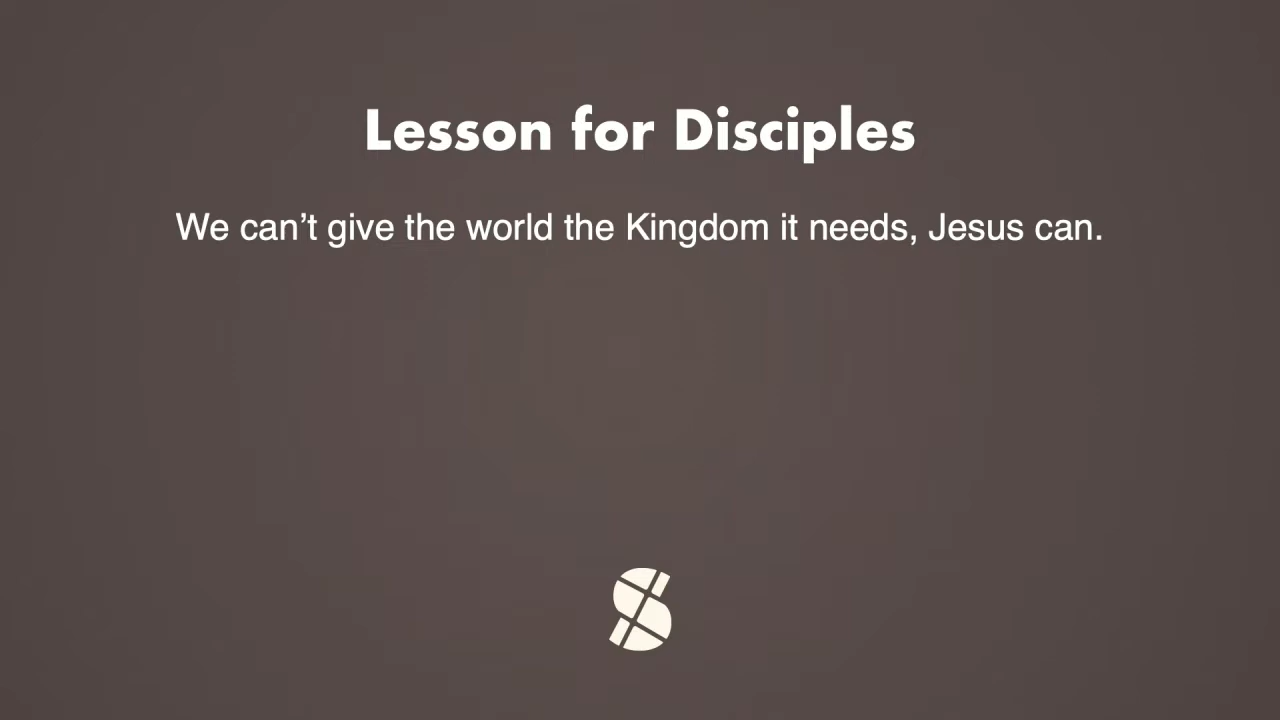 Lesson for Disciples
We can’t give the world the Kingdom it needs, Jesus can.